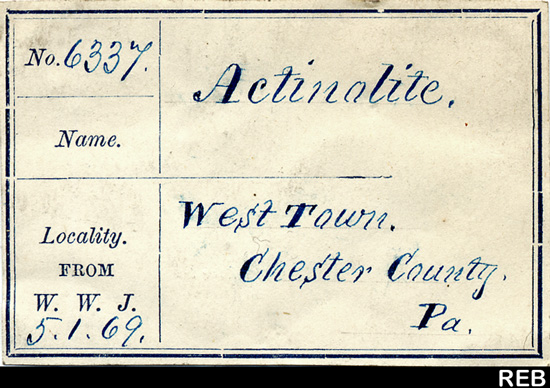 No. 6337.
Actinolite.
Name.
West Town.
Locality.
Chester County.
FROM
Pa.
W. W. J.
5.1.69.
REB